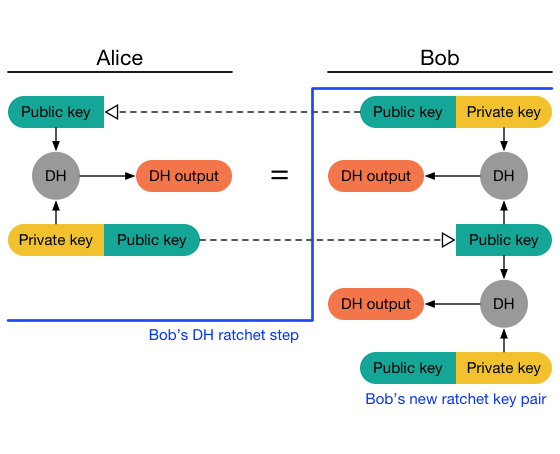 Alice
Bob
Public key
Public key Private key
DH
DH output
=
DH output
DH
Private key Public key
Public key
DH output
DH
Bob's DH ratchet step
Public key Private key
Bob's new ratchet key pair